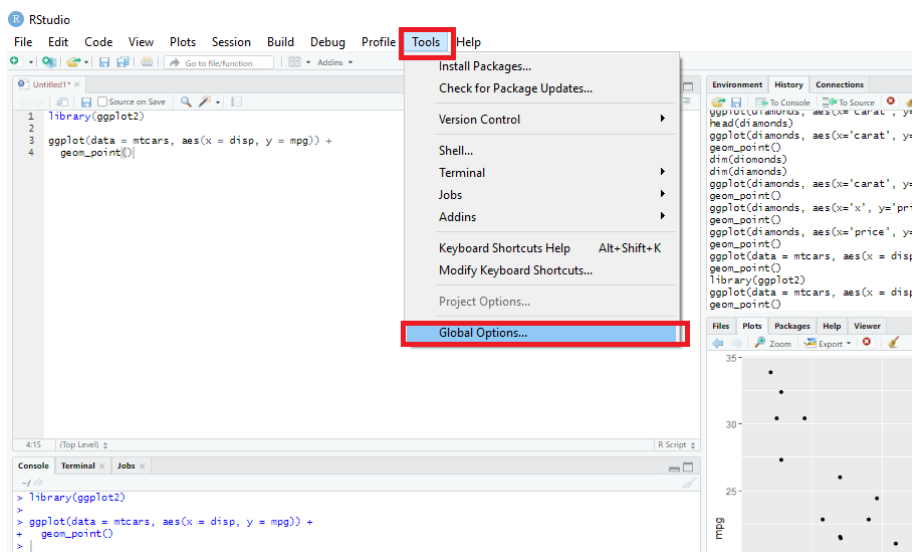 RStudio
File Edit Code View Plots Session Build Debug Profile Tools Help
Go to file/function Addins
Untitled1*
Source on Save
1 library(ggplot2)
2
3 ggplot(data = mtcars, aes(x = disp, y = mpg)) +
4 geom_point()
4:15 (Top Level) R Script
Install Packages...
Check for Package Updates...
Version Control
Shell...
Terminal
Jobs
Addins
Keyboard Shortcuts Help Alt+Shift+K
Modify Keyboard Shortcuts...
Project Options...
Global Options...
Console Terminal Jobs
~/
> library(ggplot2)
>
> ggplot(data = mtcars, aes(x = disp, y = mpg)) +
+ geom_point()
>
Environment History Connections
To Console To Source
ggplot(diamonds, aes(x='carat', y=
head(diamonds)
ggplot(diamonds, aes(x='carat', y=
geom_point()
dim(diomonds)
dim(diamonds)
ggplot(diamonds, aes(x='carat', y=
geom_point()
ggplot(diamonds, aes(x='x', y='pri
geom_point()
ggplot(diamonds, aes(x='price', y=
geom_point()
ggplot(data = mtcars, aes(x = disp
geom_point()
library(ggplot2)
ggplot(data = mtcars, aes(x = disp
geom_point()
Files Plots Packages Help Viewer
Zoom Export
35
30
25
mpg